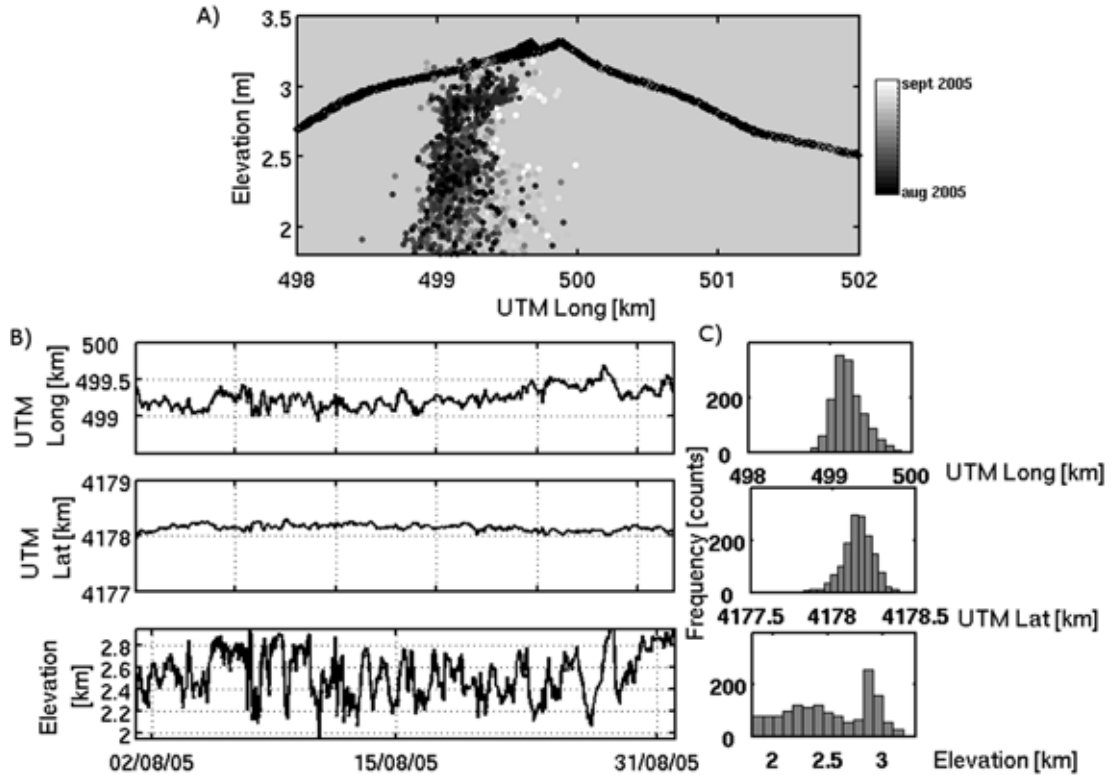 A)
3.5
3
2.5
2
Elevation [m]
498
499
500
501
502
UTM Long [km]
sept 2005
aug 2005
B)
UTM
Long [km]
500
499.5
499
UTM
Lat [km]
4179
4178
4177
Elevation
[km]
2.8
2.6
2.4
2.2
2
02/08/05
15/08/05
31/08/05
C)
Frequency [counts]
200
0
498
499
500
UTM Long [km]
200
0
4177.5
4178
4178.5
UTM Lat [km]
200
0
2
2.5
3
Elevation [km]